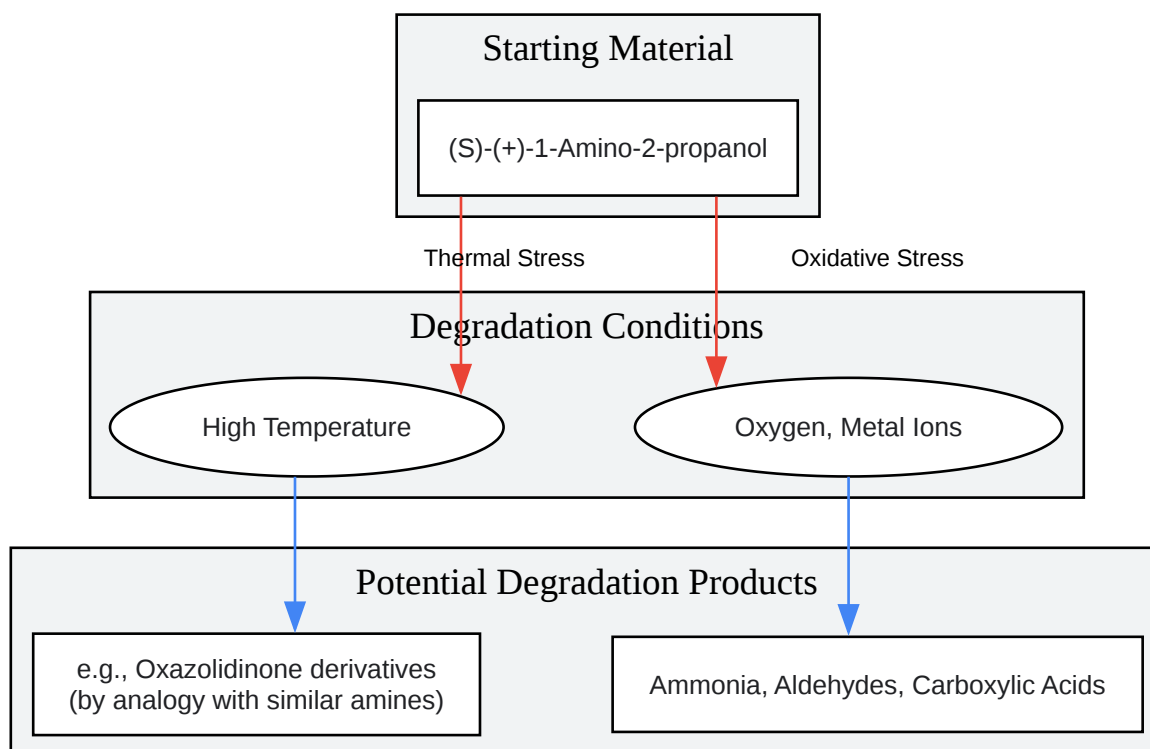 Starting Material
(S)-(+)-1-Amino-2-propanol
Thermal Stress
Oxidative Stress
Degradation Conditions
High Temperature
Oxygen, Metal Ions
Potential Degradation Products
e.g., Oxazolidinone derivatives
(by analogy with similar amines)
Ammonia, Aldehydes, Carboxylic Acids